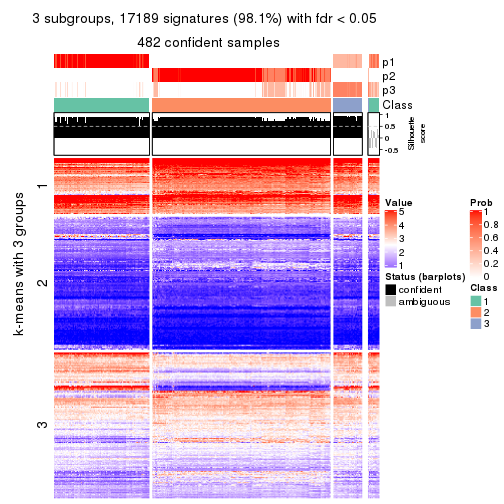 3 subgroups, 17189 signatures (98.1%) with fdr < 0.05
482 confident samples
p1
p2
p3
Class
1
0.5
0
-0.5
Silhouette
score
k-means with 3 groups
1
2
3
Value
5
4
3
2
1
Status (barplots)
confident
ambiguous
Prob
1
0.8
0.6
0.4
0.2
0
Class
1
2
3